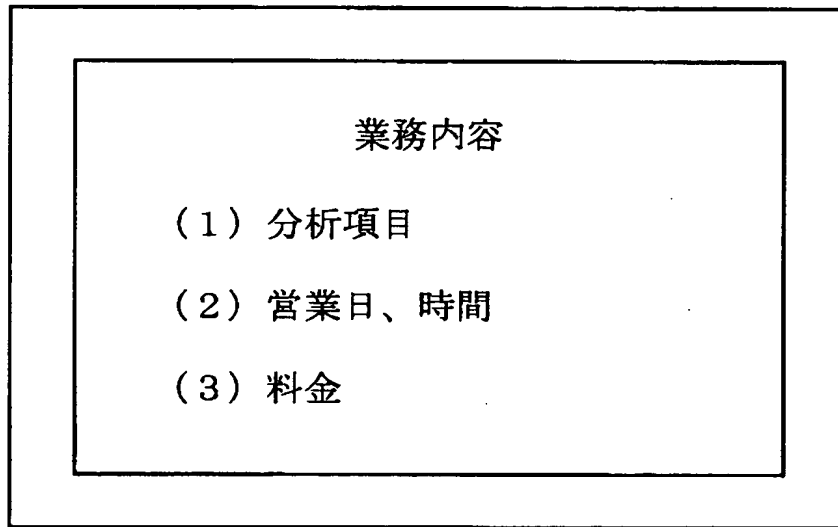 業務内容
(1) 分析項目
(2) 営業日、時間
(3) 料金